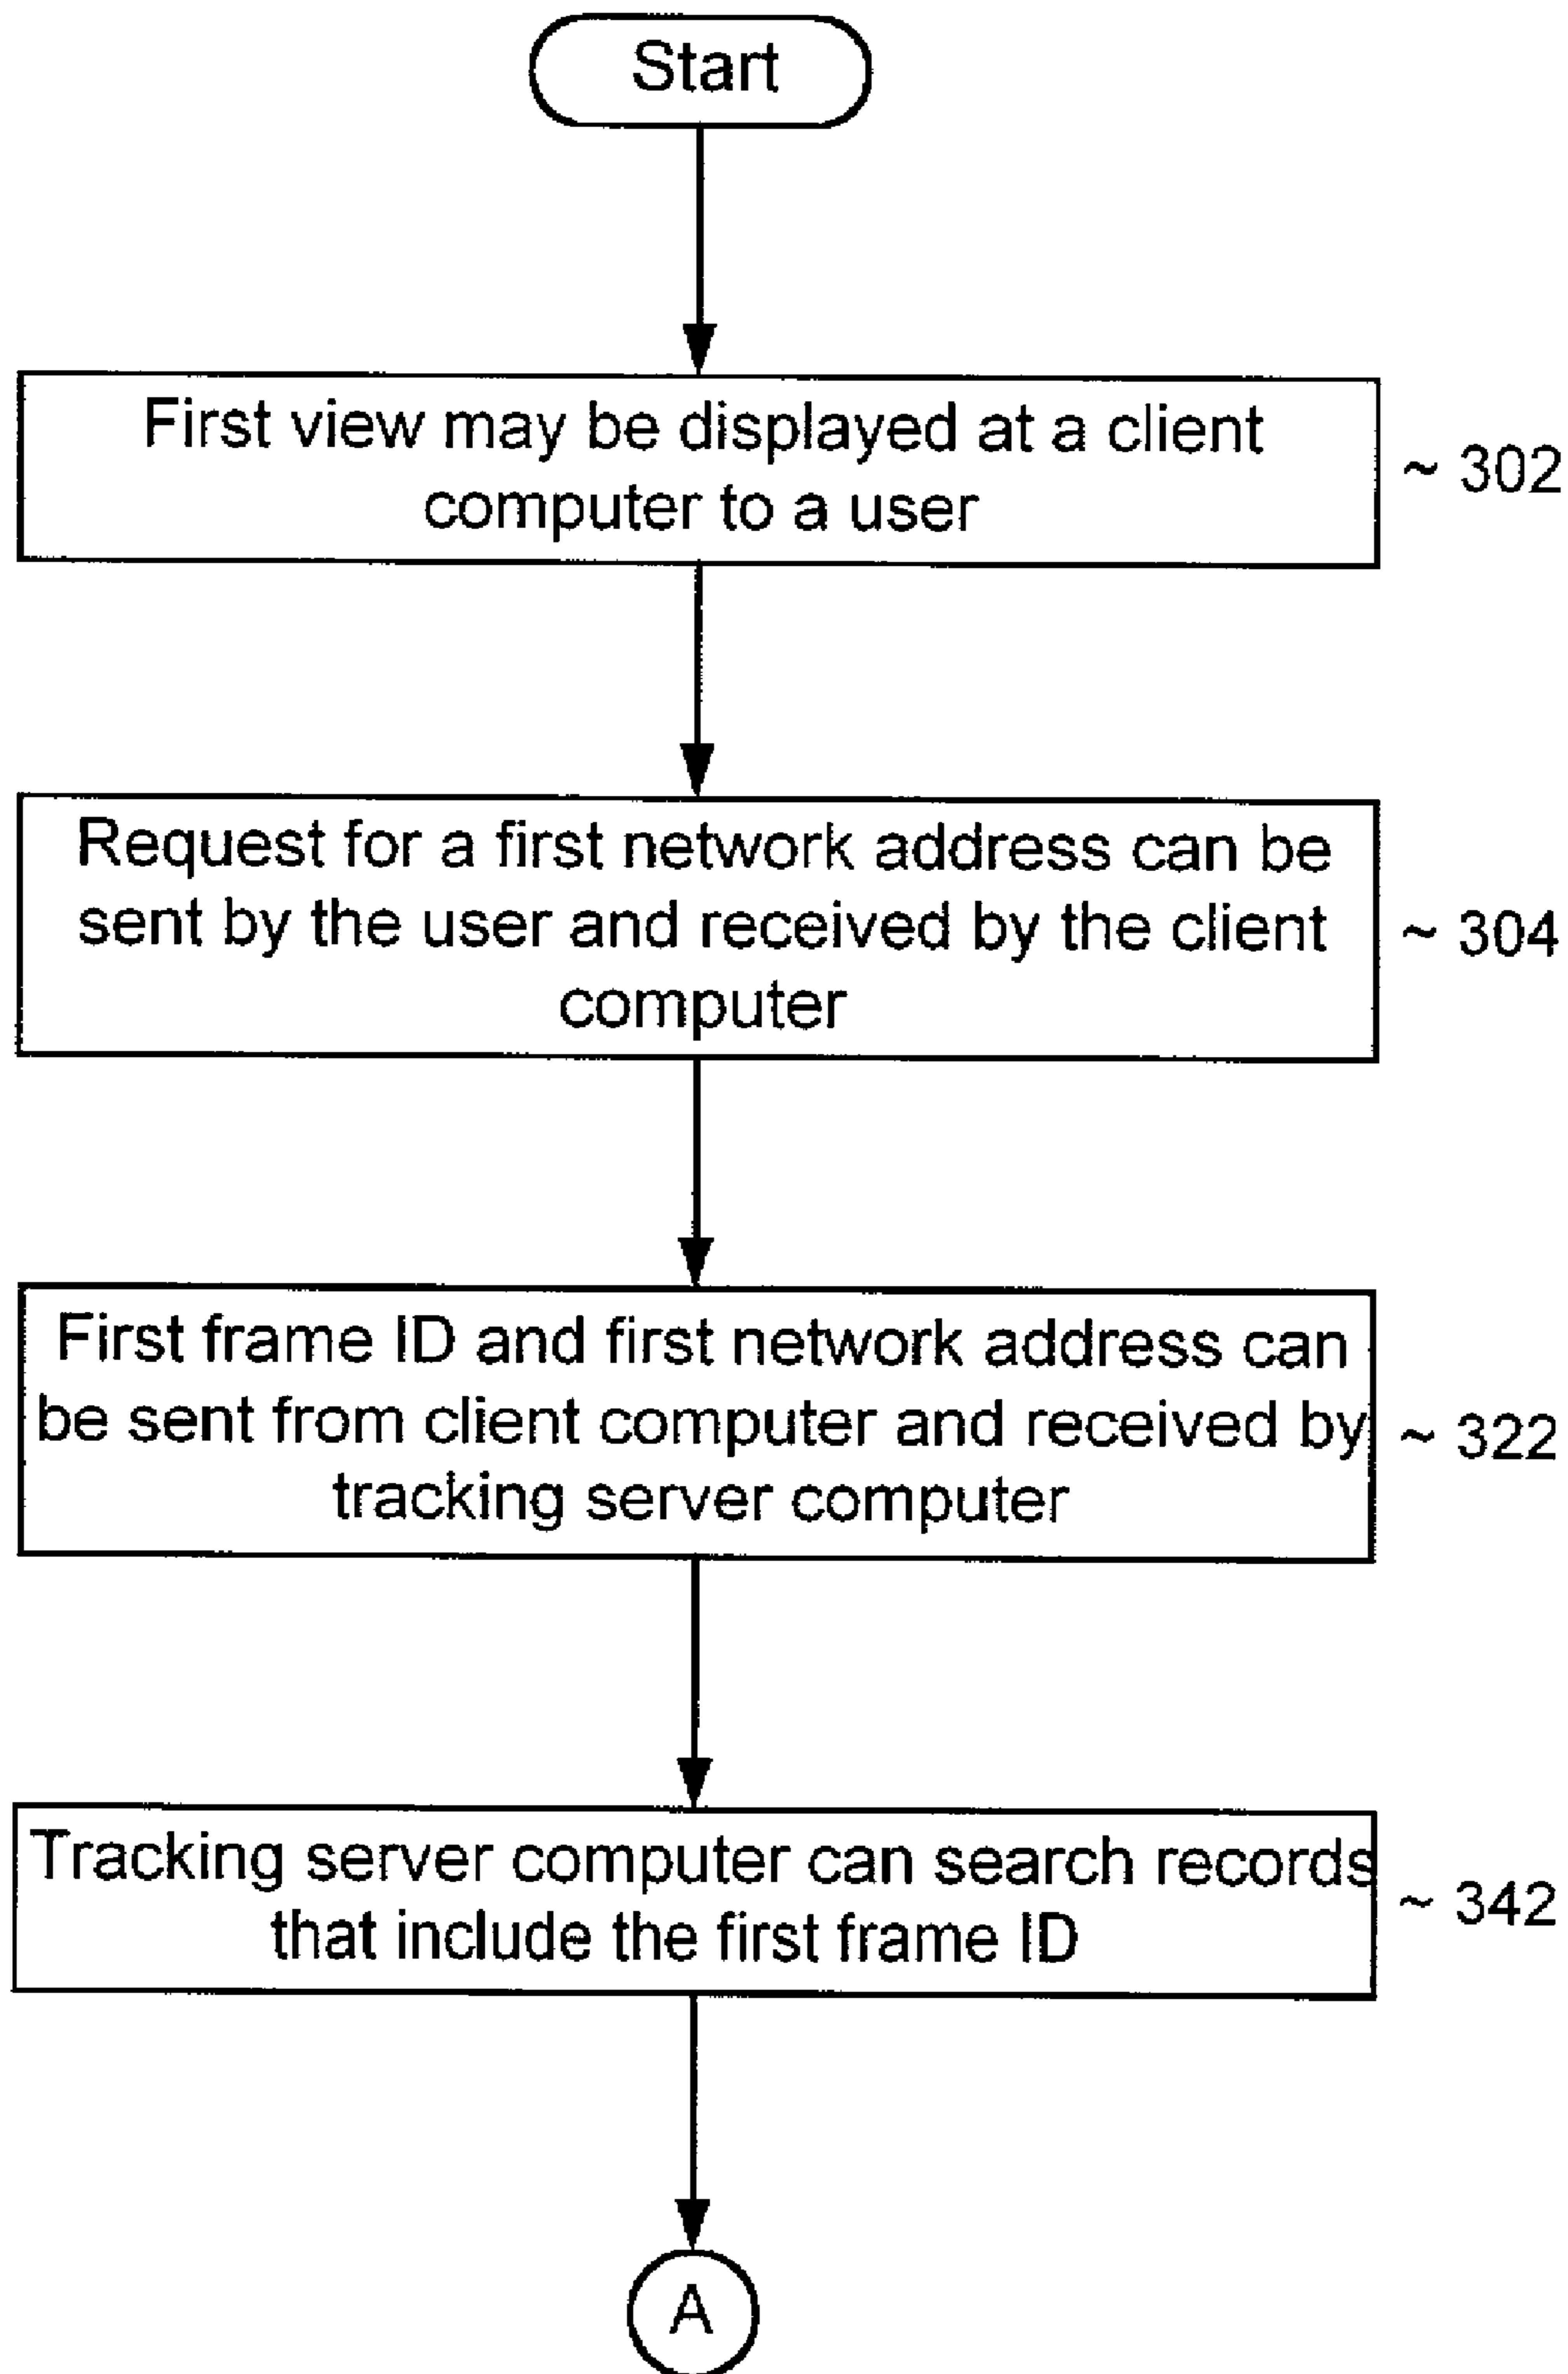 Start
First view may be displayed at a client
computer to a user
~ 302
Request for a first network address can be
sent by the user and received by the client
computer
~ 304
First frame ID and first network address can
be sent from client computer and received by
tracking server computer
~ 322
Tracking server computer can search records
that include the first frame ID
~ 342
A